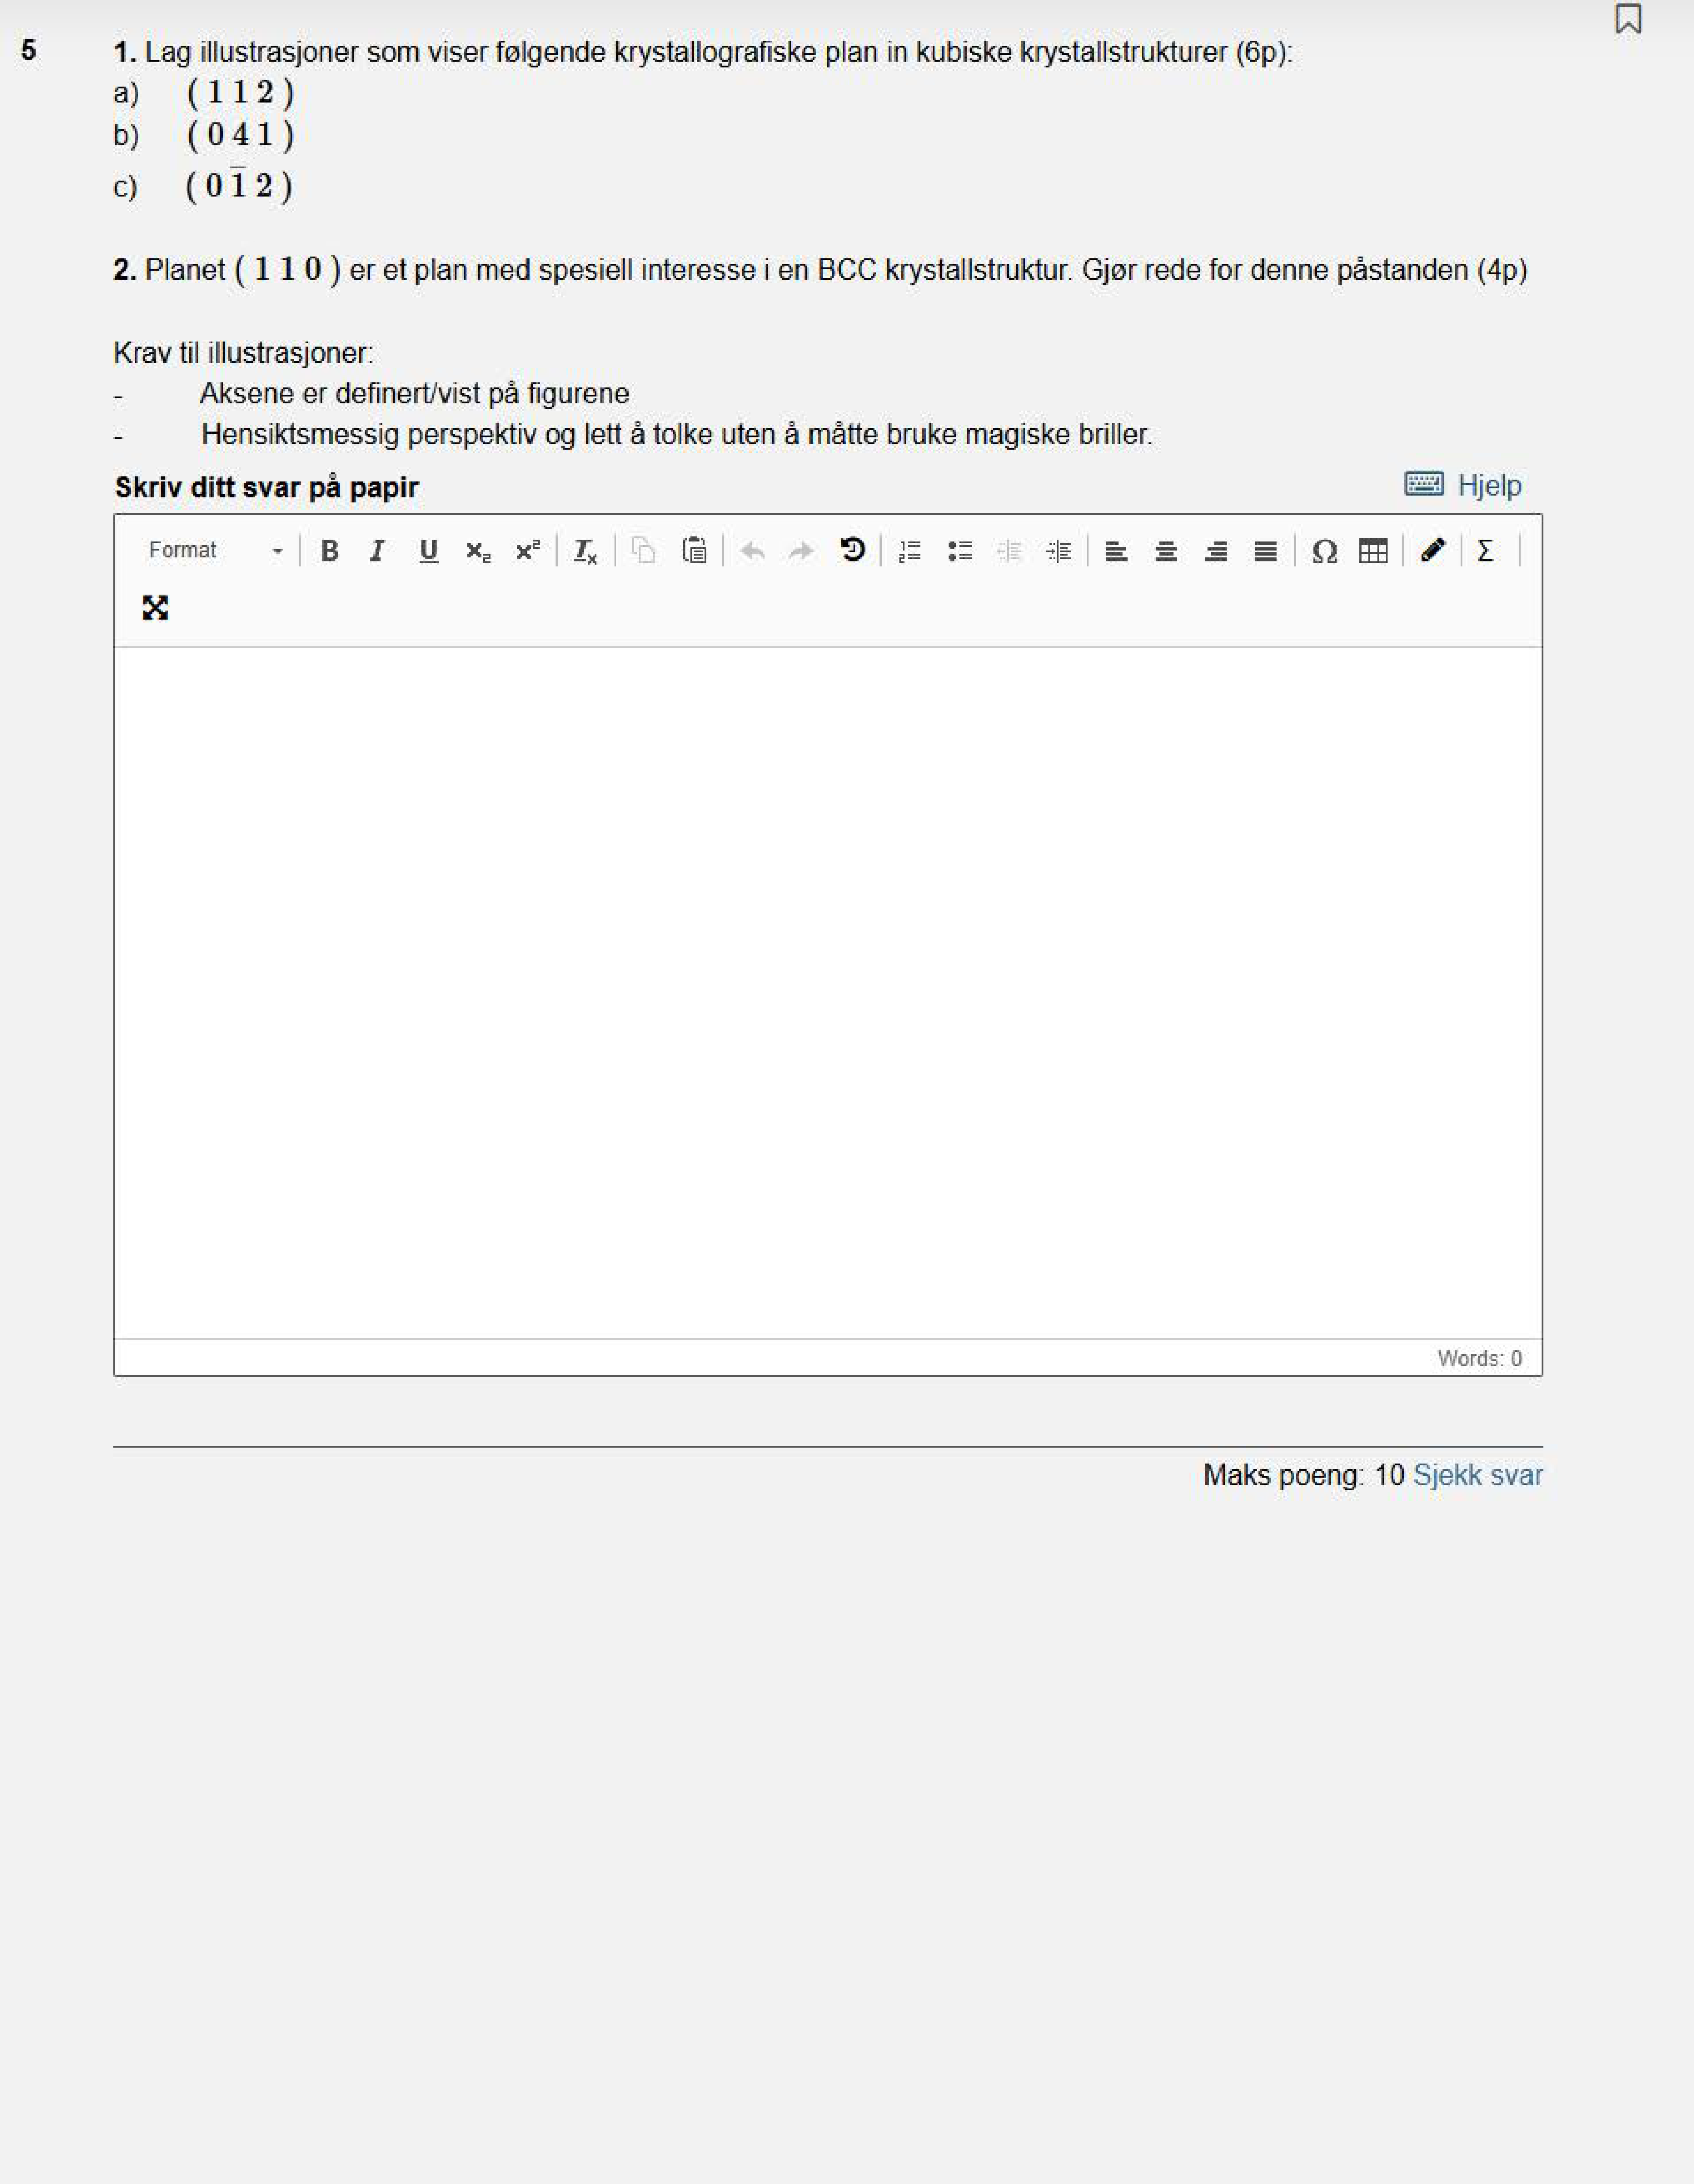 5 1. Lag illustrasjoner som viser følgende krystallografiske plan in kubiske krystallstrukturer (6p):
a) ( 1 1 2 )
b) ( 0 4 1 )
c) ( 0 1̅ 2 )
2. Planet ( 1 1 0 ) er et plan med spesiell interesse i en BCC krystallstruktur. Gjør rede for denne påstanden (4p)
Krav til illustrasjoner:
- Aksene er definert/vist på figurene
- Hensiktsmessig perspektiv og lett å tolke uten å måtte bruke magiske briller.
Skriv ditt svar på papir Hjelp
Format B I U x₂ x² Tx Ω Σ
Words: 0
Maks poeng: 10 Sjekk svar